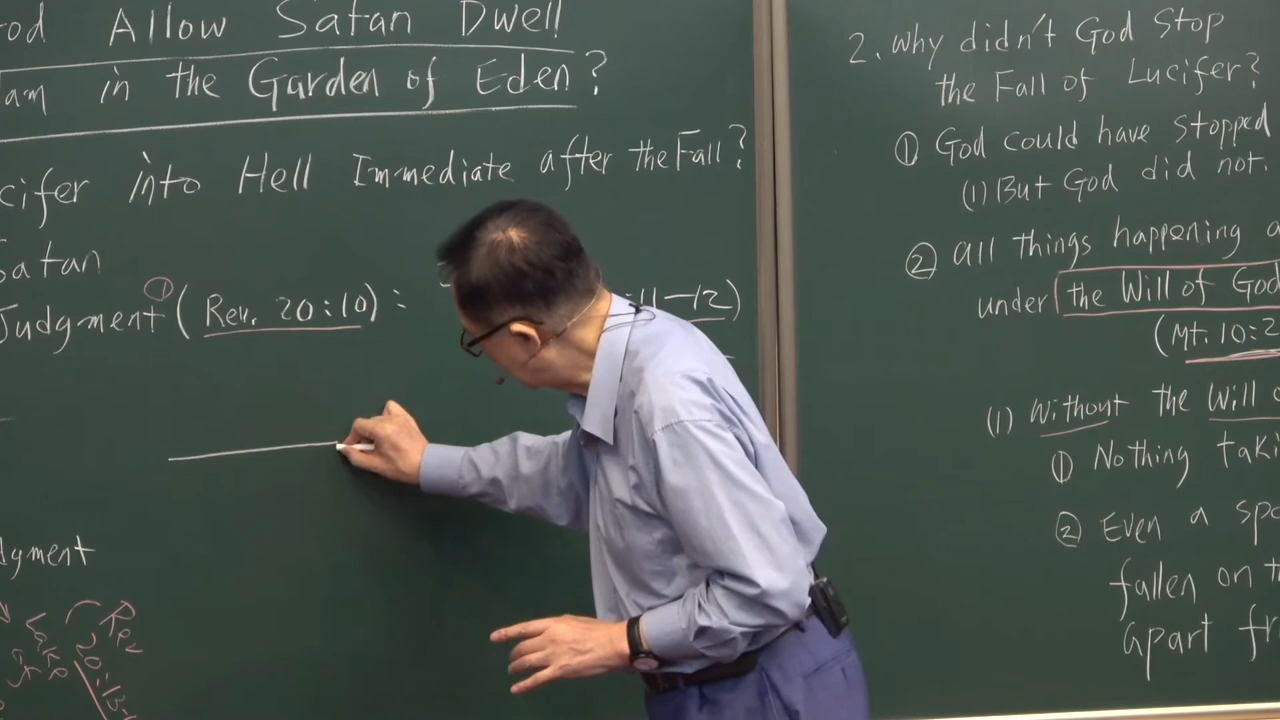 od Allow Satan Dwell
am in the Garden of Eden?
cifer into Hell Immediate after the Fall?
Satan
Judgment ① (Rev. 20:10): 11-12)
dgment
Rev 20:13-
2. Why didn't God Stop
the Fall of Lucifer?
① God could have stopped
(1) But God did not.
② All things happening a
under the Will of God
(Mt. 10:2
(1) Without the Will o
① Nothing taki
② Even a spa
fallen on t
apart fr